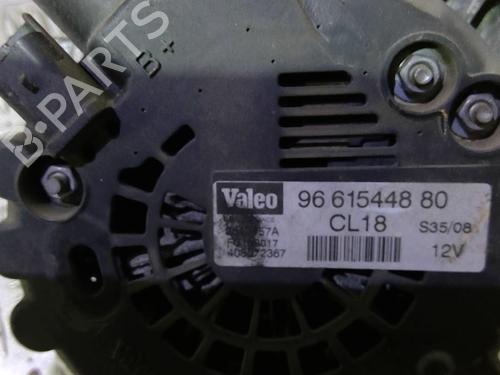 B+
B-PARTS
Valeo 96 615448 80
CL18 S35/08
12V